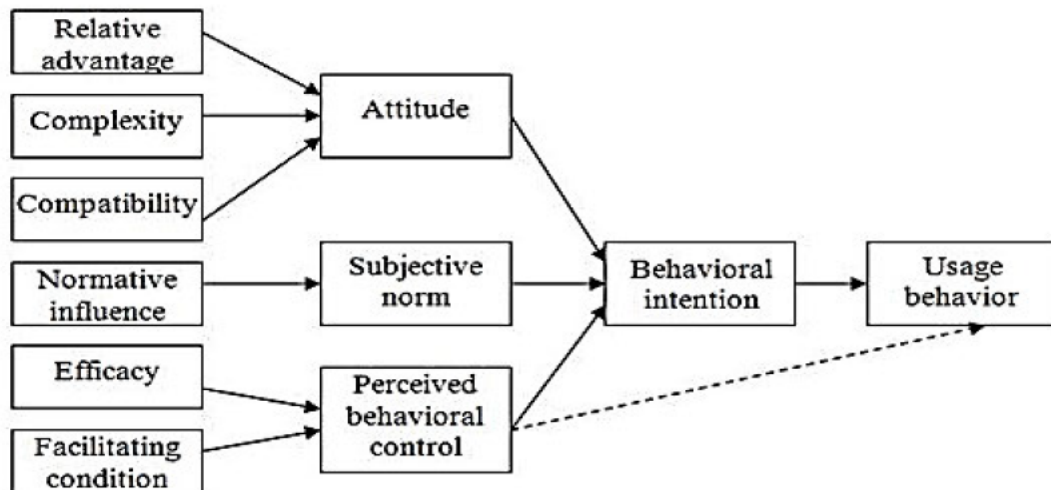 Relative
advantage
Complexity
Compatibility
Normative
influence
Efficacy
Facilitating
condition
Attitude
Subjective
norm
Perceived
behavioral
control
Behavioral
intention
Usage
behavior